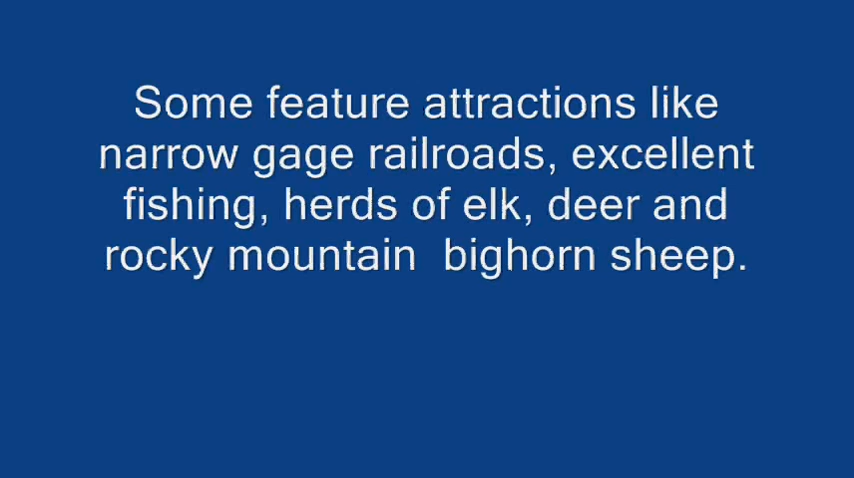 Some feature attractions like
narrow gage railroads, excellent
fishing, herds of elk, deer and
rocky mountain  bighorn sheep.